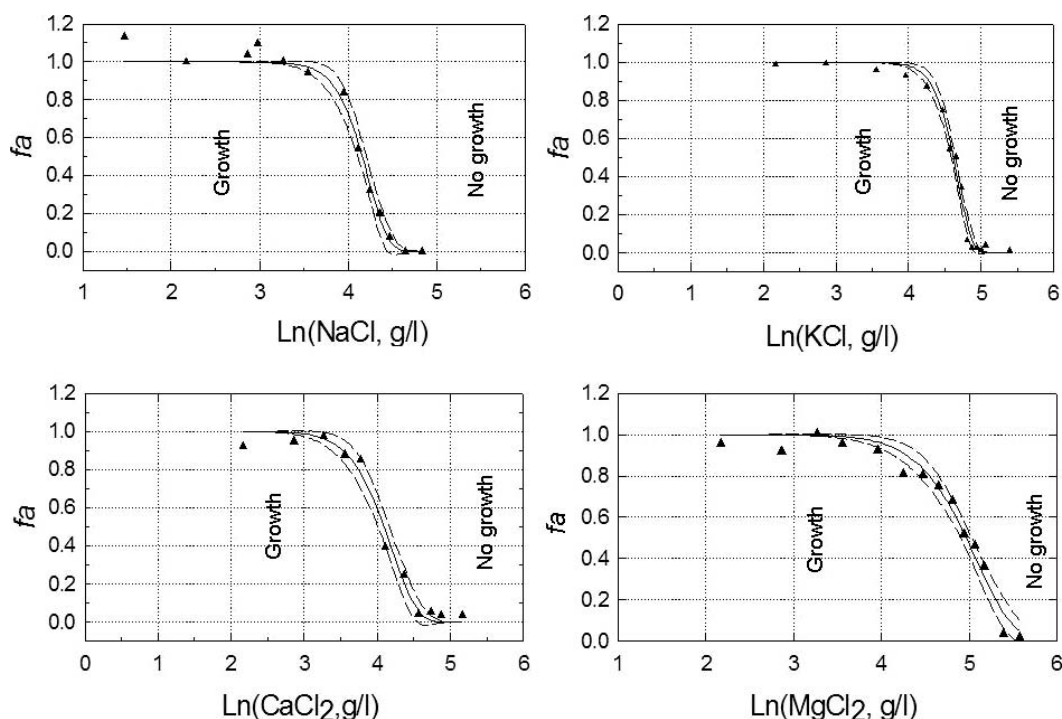 1.2
1.0
0.8
0.6
0.4
0.2
0.0
fa
Growth
No growth
1 2 3 4 5 6
Ln(NaCl, g/l)
1.2
1.0
0.8
0.6
0.4
0.2
0.0
fa
Growth
No growth
0 1 2 3 4 5 6
Ln(KCl, g/l)
1.2
1.0
0.8
0.6
0.4
0.2
0.0
fa
Growth
No growth
0 1 2 3 4 5 6
Ln(CaCl2,g/l)
1.2
1.0
0.8
0.6
0.4
0.2
0.0
fa
Growth
No growth
1 2 3 4 5 6
Ln(MgCl2, g/l)